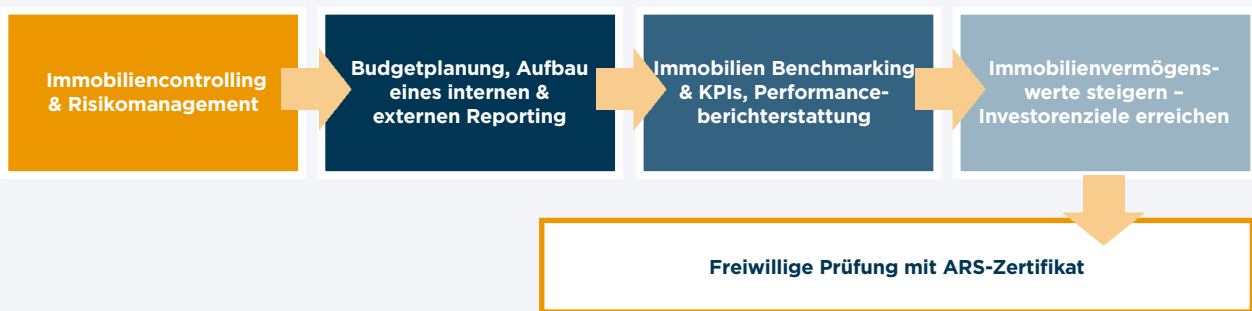 Immobiliencontrolling
& Risikomanagement
Budgetplanung, Aufbau
eines internen &
externen Reporting
Immobilien Benchmarking
& KPIs, Performance-
berichterstattung
Immobilienvermögens-
werte steigern –
Investorenziele erreichen
Freiwillige Prüfung mit ARS-Zertifikat